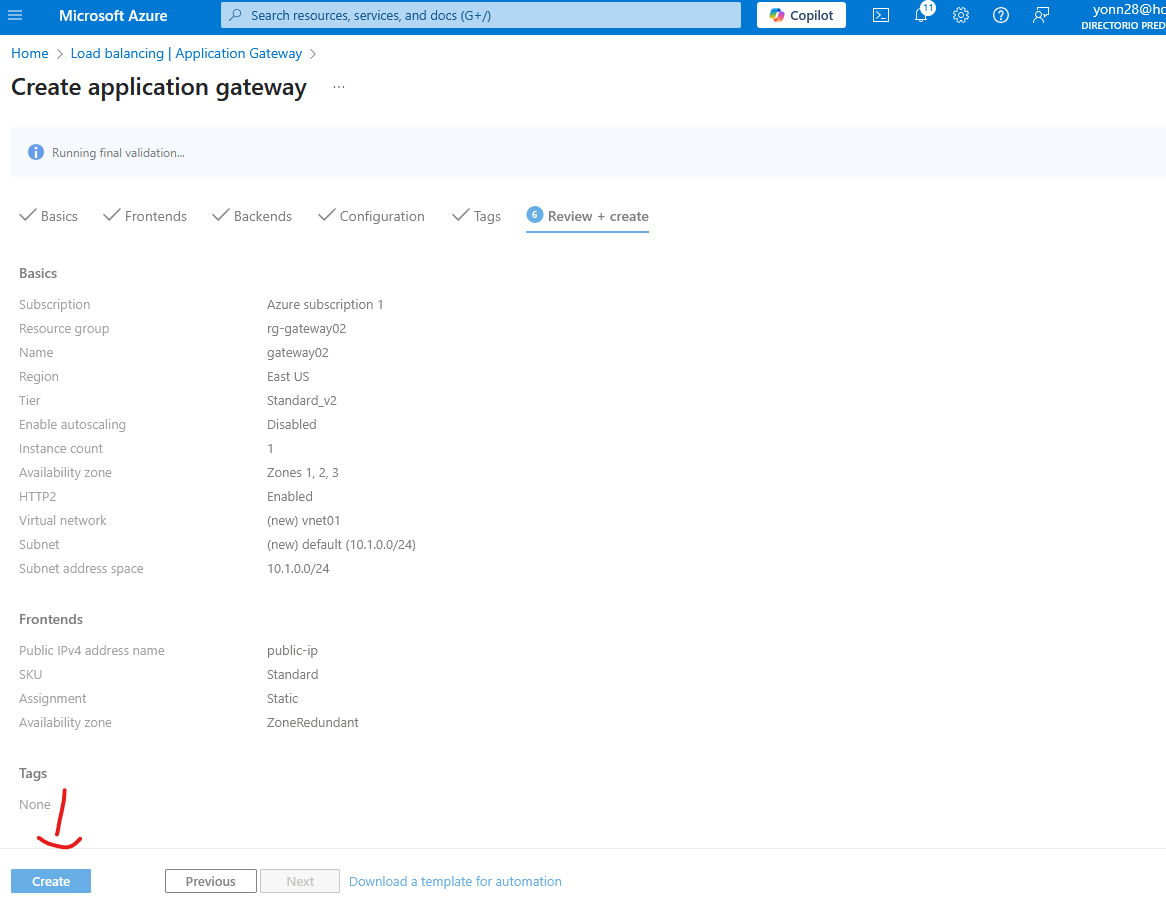 Microsoft Azure
Search resources, services, and docs (G+/)
Copilot
11
yonn28@ho
DIRECTORIO PRED
Home > Load balancing | Application Gateway >
Create application gateway ...
Running final validation...
Basics
Frontends
Backends
Configuration
Tags
6 Review + create
Basics
Subscription Azure subscription 1
Resource group rg-gateway02
Name gateway02
Region East US
Tier Standard_v2
Enable autoscaling Disabled
Instance count 1
Availability zone Zones 1, 2, 3
HTTP2 Enabled
Virtual network (new) vnet01
Subnet (new) default (10.1.0.0/24)
Subnet address space 10.1.0.0/24
Frontends
Public IPv4 address name public-ip
SKU Standard
Assignment Static
Availability zone ZoneRedundant
Tags
None
Create
Previous
Next
Download a template for automation